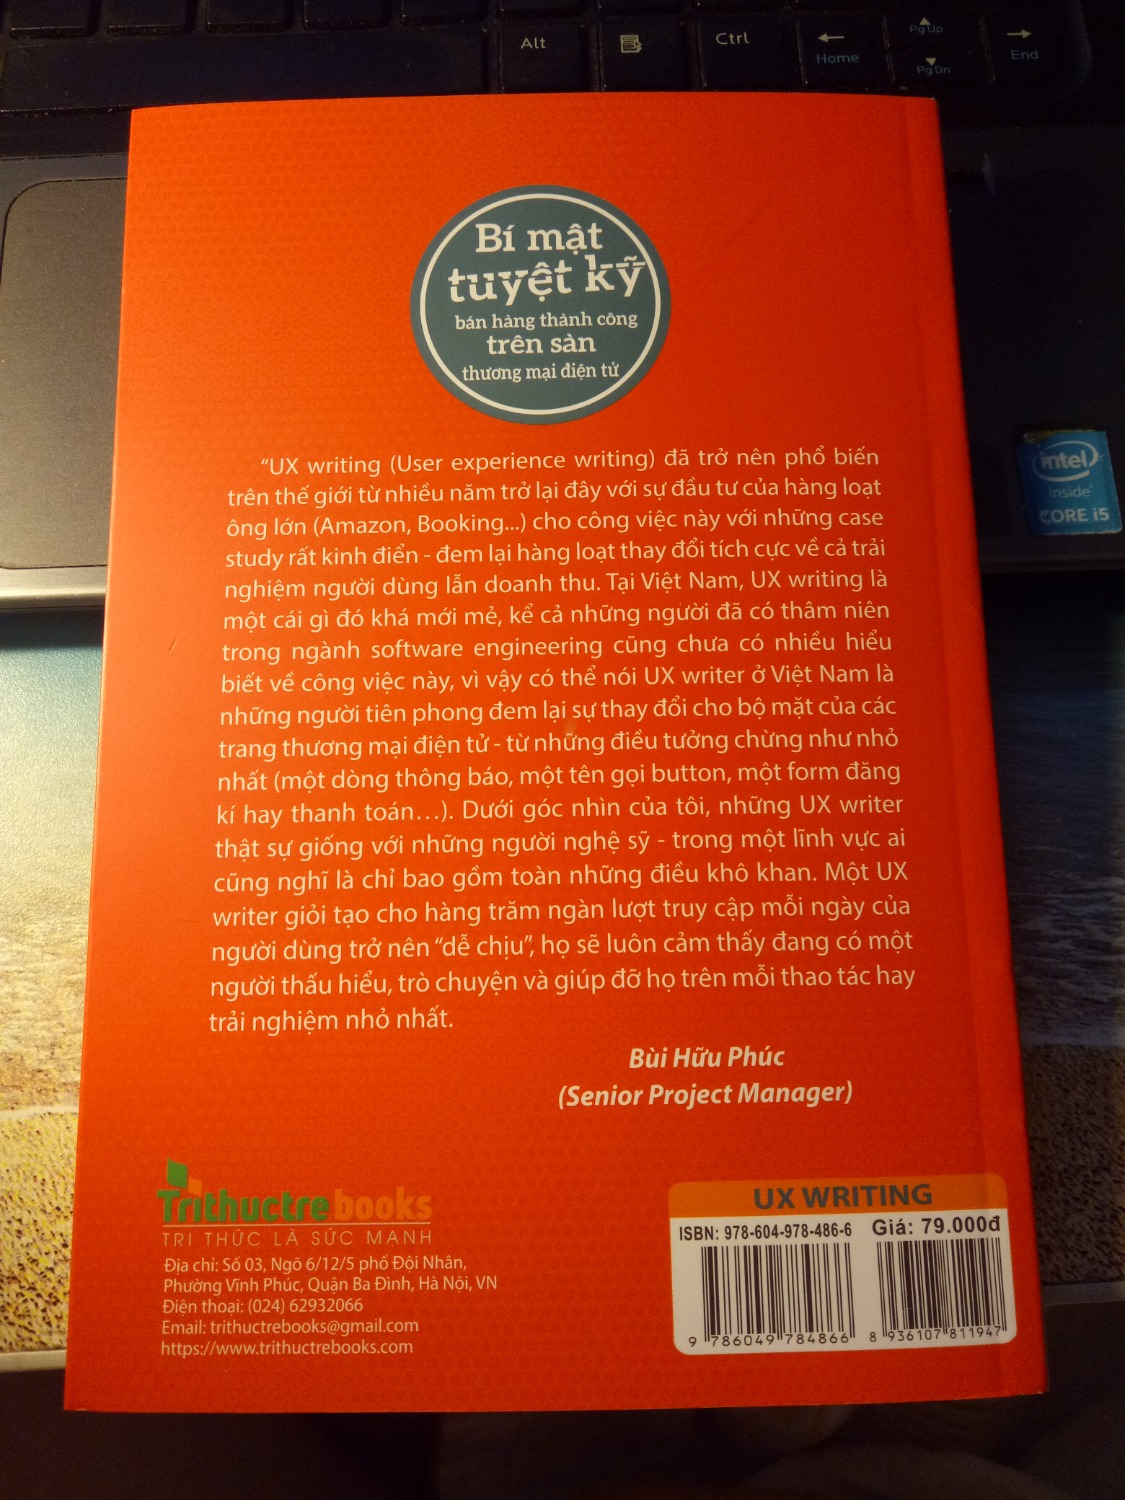 Alt
Ctrl
Home
Pg Up
Pg Dn
End
Bí mật
tuyệt kỹ
bán hàng thành công
trên sàn
thương mại điện tử
intel
inside
CORE i5
“UX writing (User experience writing) đã trở nên phổ biến
trên thế giới từ nhiều năm trở lại đây với sự đầu tư của hàng loạt
ông lớn (Amazon, Booking...) cho công việc này với những case
study rất kinh điển - đem lại hàng loạt thay đổi tích cực về cả trải
nghiệm người dùng lẫn doanh thu. Tại Việt Nam, UX writing là
một cái gì đó khá mới mẻ, kể cả những người đã có thâm niên
trong ngành software engineering cũng chưa có nhiều hiểu
biết về công việc này, vì vậy có thể nói UX writer ở Việt Nam là
những người tiên phong đem lại sự thay đổi cho bộ mặt của các
trang thương mại điện tử - từ những điều tưởng chừng như nhỏ
nhất (một dòng thông báo, một tên gọi button, một form đăng
kí hay thanh toán…). Dưới góc nhìn của tôi, những UX writer
thật sự giống với những người nghệ sỹ - trong một lĩnh vực ai
cũng nghĩ là chỉ bao gồm toàn những điều khô khan. Một UX
writer giỏi tạo cho hàng trăm ngàn lượt truy cập mỗi ngày của
người dùng trở nên “dễ chịu”, họ sẽ luôn cảm thấy đang có một
người thấu hiểu, trò chuyện và giúp đỡ họ trên mỗi thao tác hay
trải nghiệm nhỏ nhất.
Bùi Hữu Phúc
(Senior Project Manager)
Trithuctre books
TRI THỨC LÀ SỨC MẠNH
Địa chỉ: Số 03, Ngõ 6/12/5 phố Đội Nhân,
Phường Vĩnh Phúc, Quận Ba Đình, Hà Nội, VN
Điện thoại: (024) 62932066
Email: trithuctrebooks@gmail.com
https://www.trithuctrebooks.com
UX WRITING
ISBN: 978-604-978-486-6 Giá: 79.000đ
9 786049 784866 8 936107 811947